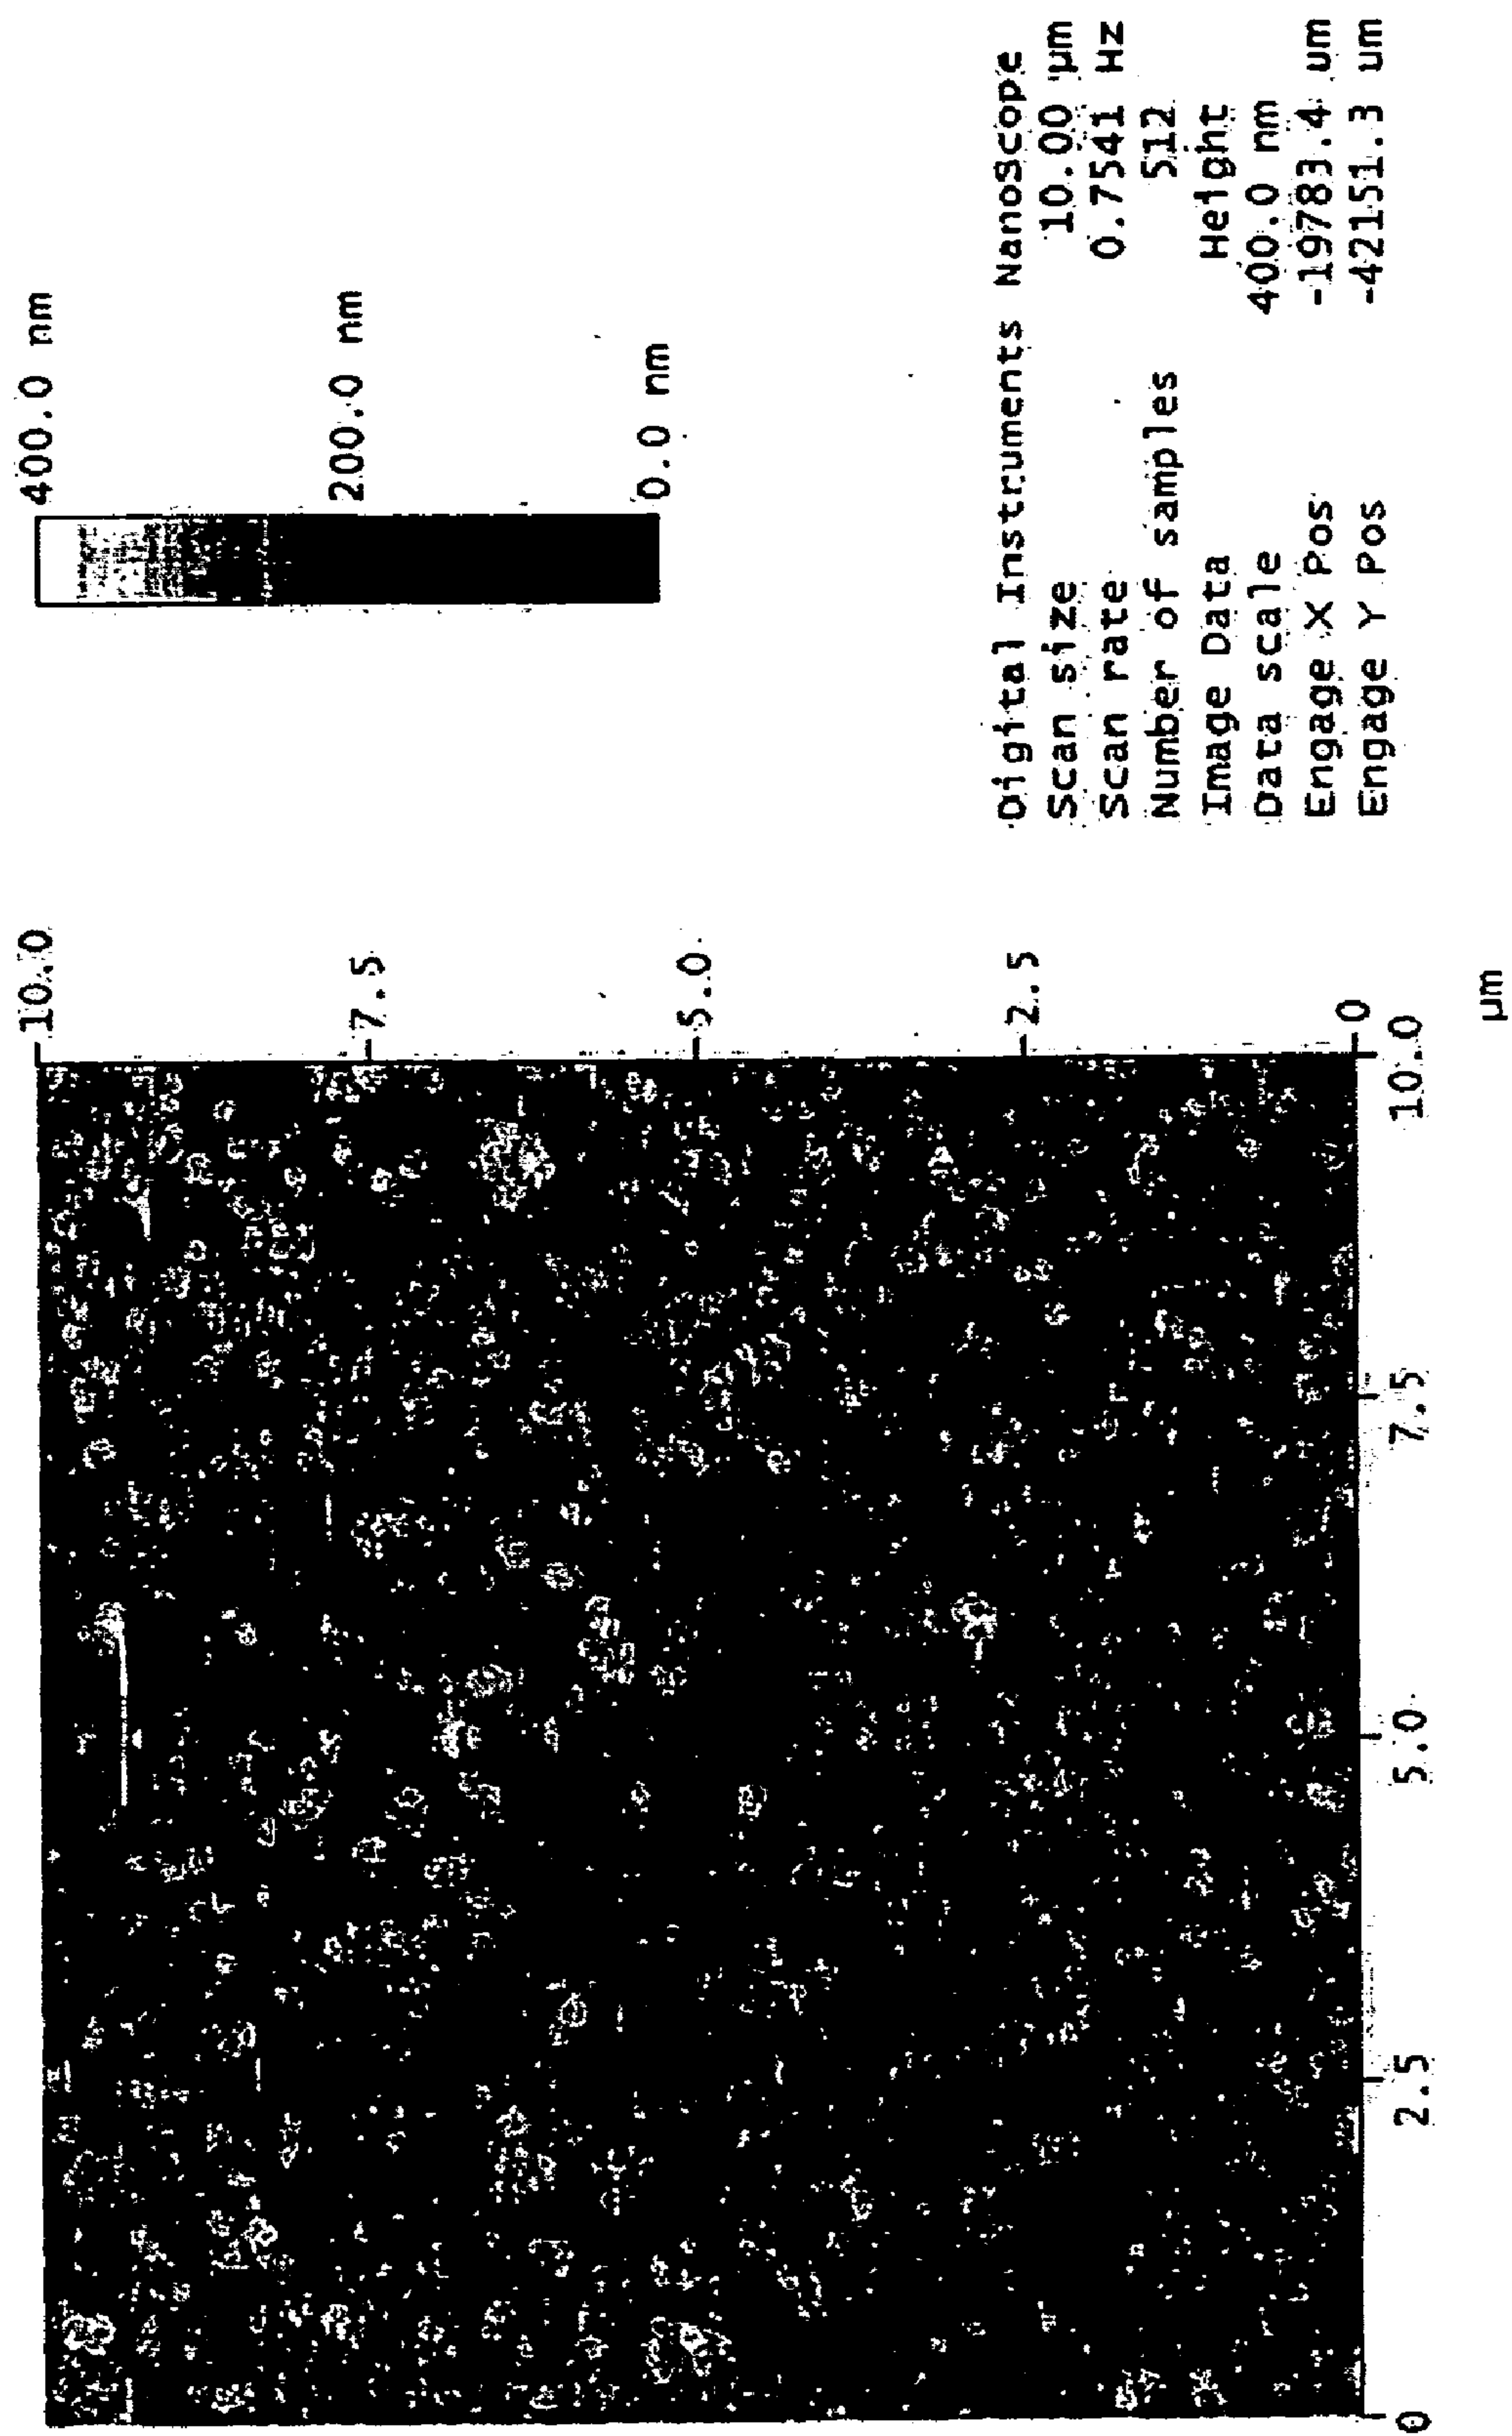 400.0 nm
200.0 nm
0.0 nm
Digital Instruments NanoScope
Scan size 10.00 µm
Scan rate 0.7541 Hz
Number of samples 512
Image Data Height
Data scale 400.0 nm
Engage X Pos -19783.4 um
Engage Y Pos -42151.3 um
10.0
7.5
5.0
2.5
0
0
2.5
5.0
7.5
10.0
µm